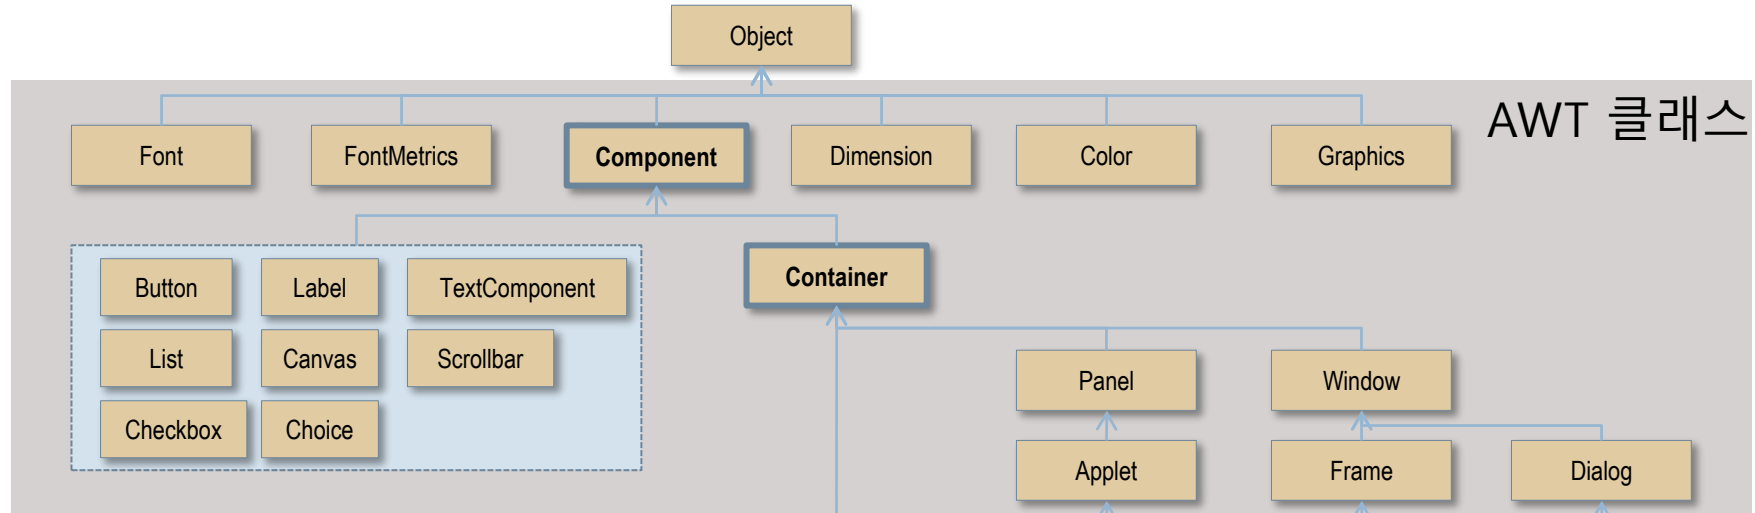 Object
AWT 클래스
Font
FontMetrics
Component
Dimension
Color
Graphics
Button
Label
TextComponent
Container
List
Canvas
Scrollbar
Panel
Window
Checkbox
Choice
Applet
Frame
Dialog